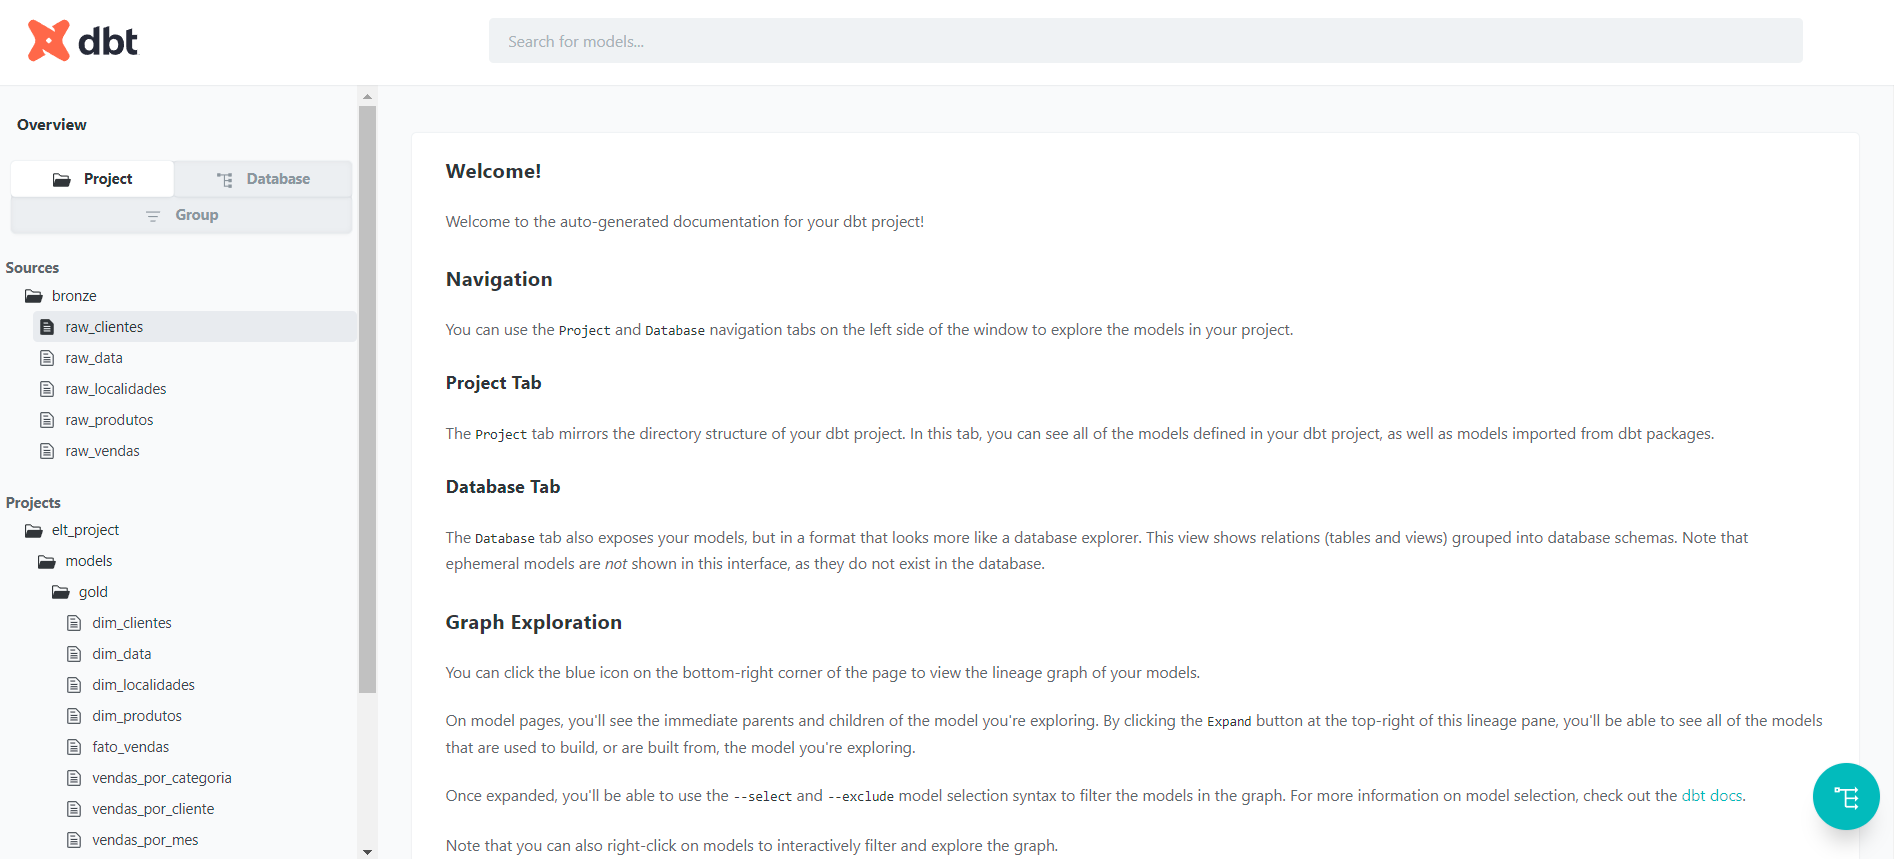 dbt
Search for models...
Overview
Project
Database
Group
Sources
bronze
raw_clientes
raw_data
raw_localidades
raw_produtos
raw_vendas
Projects
elt_project
models
gold
dim_clientes
dim_data
dim_localidades
dim_produtos
fato_vendas
vendas_por_categoria
vendas_por_cliente
vendas_por_mes
Welcome!
Welcome to the auto-generated documentation for your dbt project!
Navigation
You can use the Project and Database navigation tabs on the left side of the window to explore the models in your project.
Project Tab
The Project tab mirrors the directory structure of your dbt project. In this tab, you can see all of the models defined in your dbt project, as well as models imported from dbt packages.
Database Tab
The Database tab also exposes your models, but in a format that looks more like a database explorer. This view shows relations (tables and views) grouped into database schemas. Note that
ephemeral models are not shown in this interface, as they do not exist in the database.
Graph Exploration
You can click the blue icon on the bottom-right corner of the page to view the lineage graph of your models.
On model pages, you'll see the immediate parents and children of the model you're exploring. By clicking the Expand button at the top-right of this lineage pane, you'll be able to see all of the models
that are used to build, or are built from, the model you're exploring.
Once expanded, you'll be able to use the --select and --exclude model selection syntax to filter the models in the graph. For more information on model selection, check out the dbt docs.
Note that you can also right-click on models to interactively filter and explore the graph.